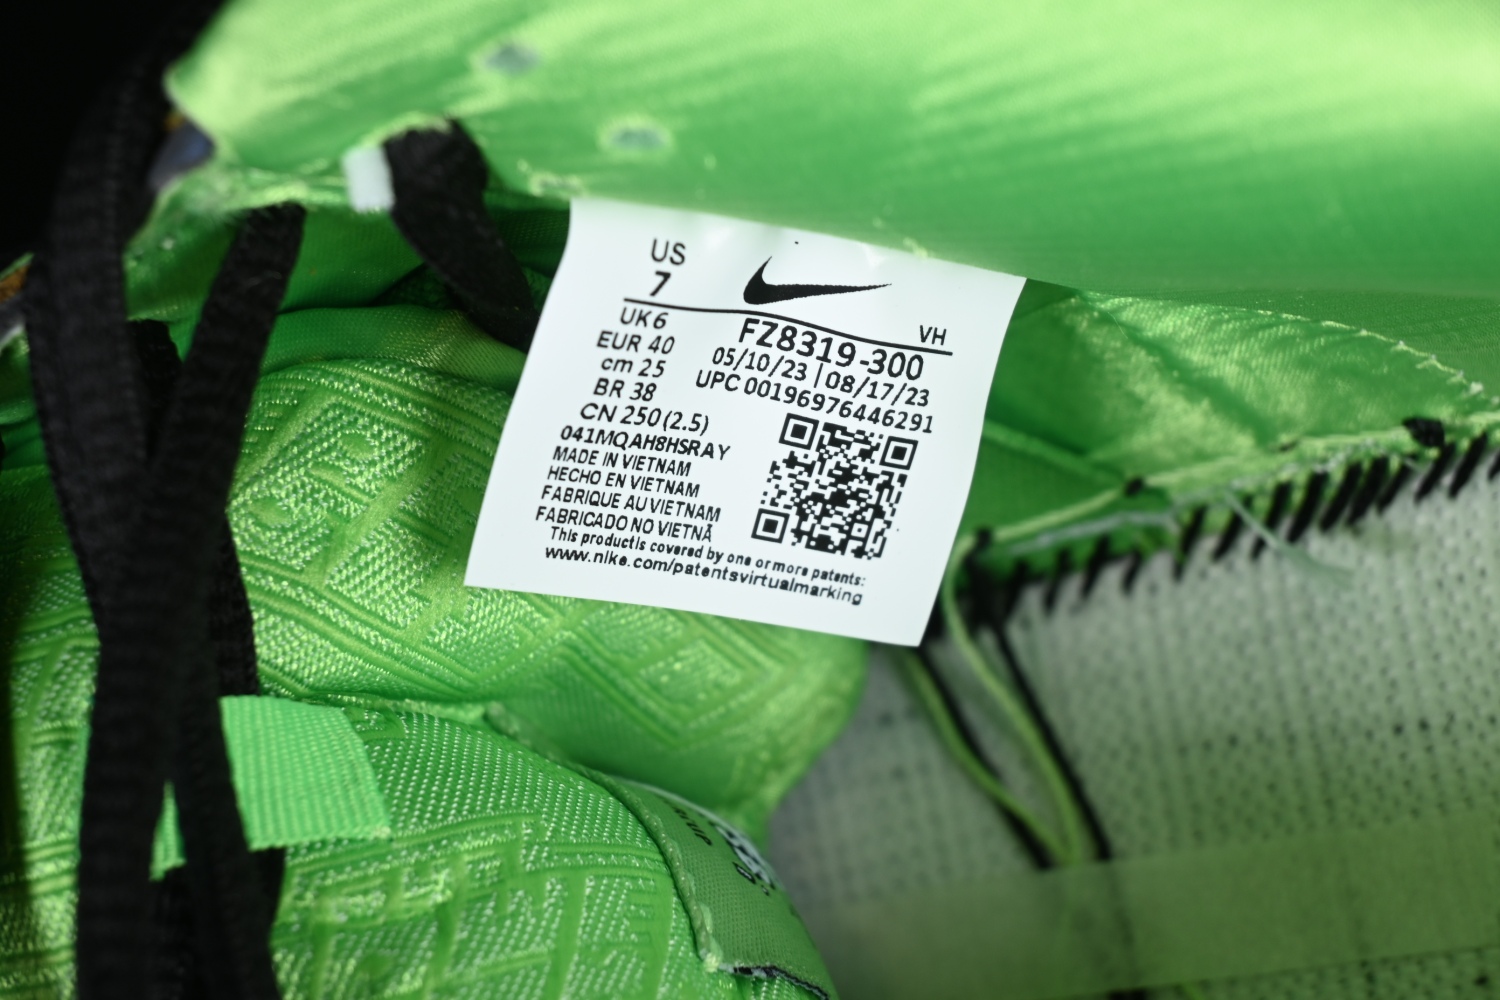 US
7
UK 6
EUR 40
cm 25
BR 38
CN 250 (2.5)
041MQAH8HSRAY
MADE IN VIETNAM
HECHO EN VIETNAM
FABRIQUE AU VIETNAM
FABRICADO NO VIETNÃ
This product is covered by one or more patents:
www.nike.com/patentsvirtualmarking
VH
FZ8319-300
05/10/23 | 08/17/23
UPC 00196976446291